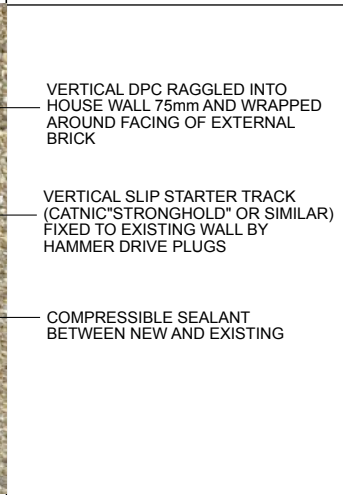 VERTICAL DPC RAGGLED INTO
HOUSE WALL 75mm AND WRAPPED
AROUND FACING OF EXTERNAL
BRICK
VERTICAL SLIP STARTER TRACK
(CATNIC"STRONGHOLD" OR SIMILAR)
FIXED TO EXISTING WALL BY
HAMMER DRIVE PLUGS
COMPRESSIBLE SEALANT
BETWEEN NEW AND EXISTING